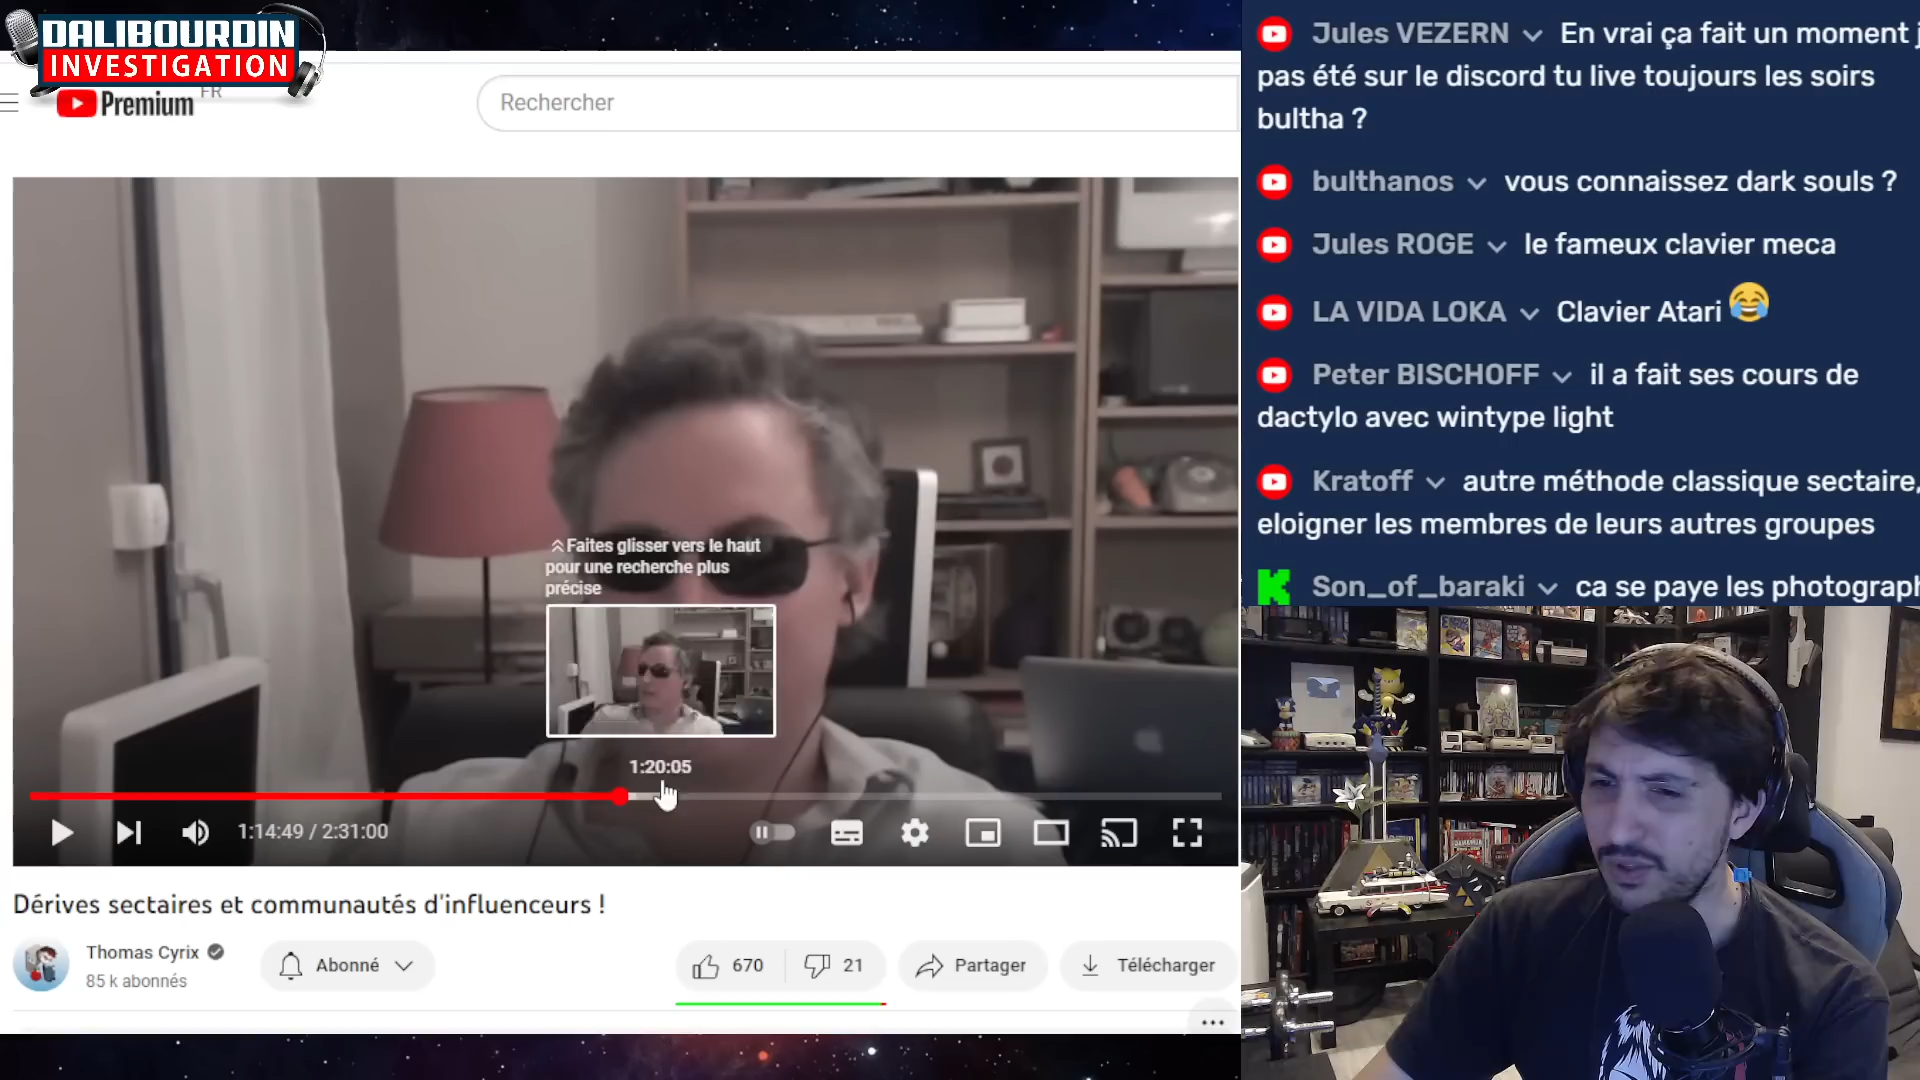 DALIBOURDIN
INVESTIGATION
Premium
FR
Rechercher
Faites glisser vers le haut
pour une recherche plus
précise
1:20:05
1:14:49 / 2:31:00
Dérives sectaires et communautés d'influenceurs !
Thomas Cyrix
85 k abonnés
Abonné
670
21
Partager
Télécharger
Jules VEZERN En vrai ça fait un moment j
pas été sur le discord tu live toujours les soirs
bultha ?
bulthanos vous connaissez dark souls ?
Jules ROGE le fameux clavier meca
LA VIDA LOKA Clavier Atari 😂
Peter BISCHOFF il a fait ses cours de
dactylo avec wintype light
Kratoff autre méthode classique sectaire,
eloigner les membres de leurs autres groupes
Son_of_baraki ca se paye les photograph